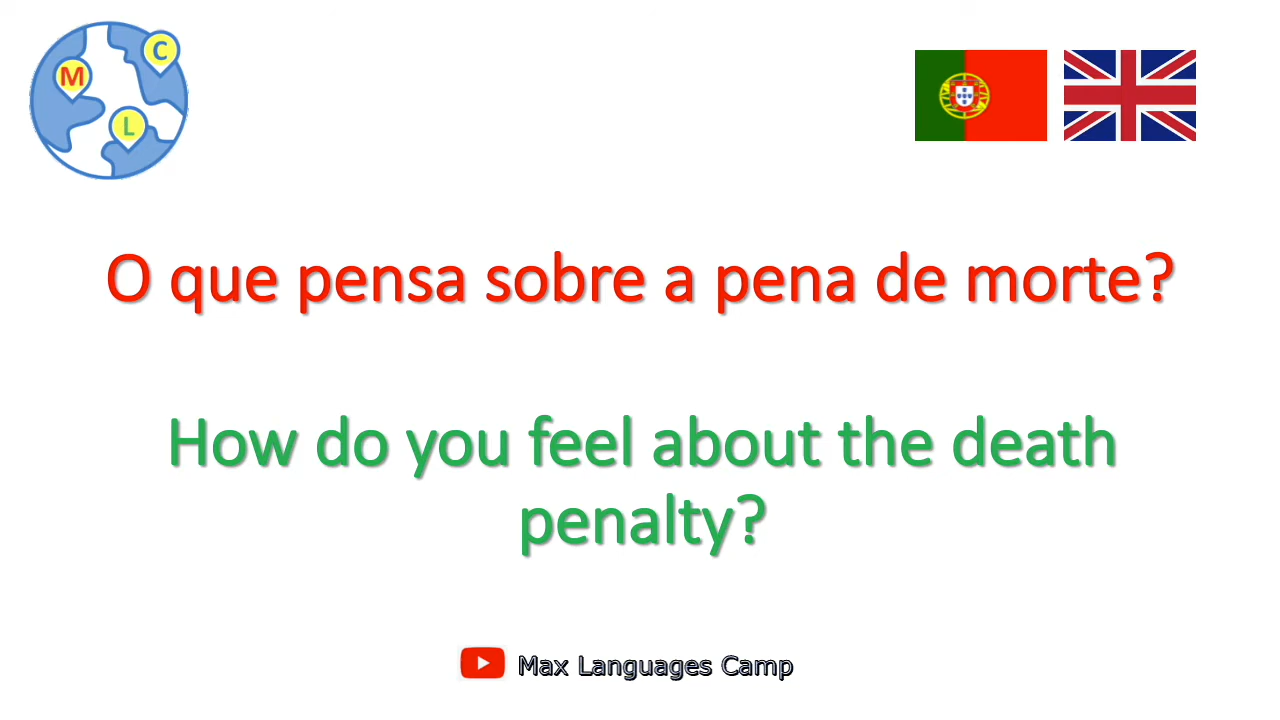 C
M
L
O que pensa sobre a pena de morte?
How do you feel about the death
penalty?
Max Languages Camp